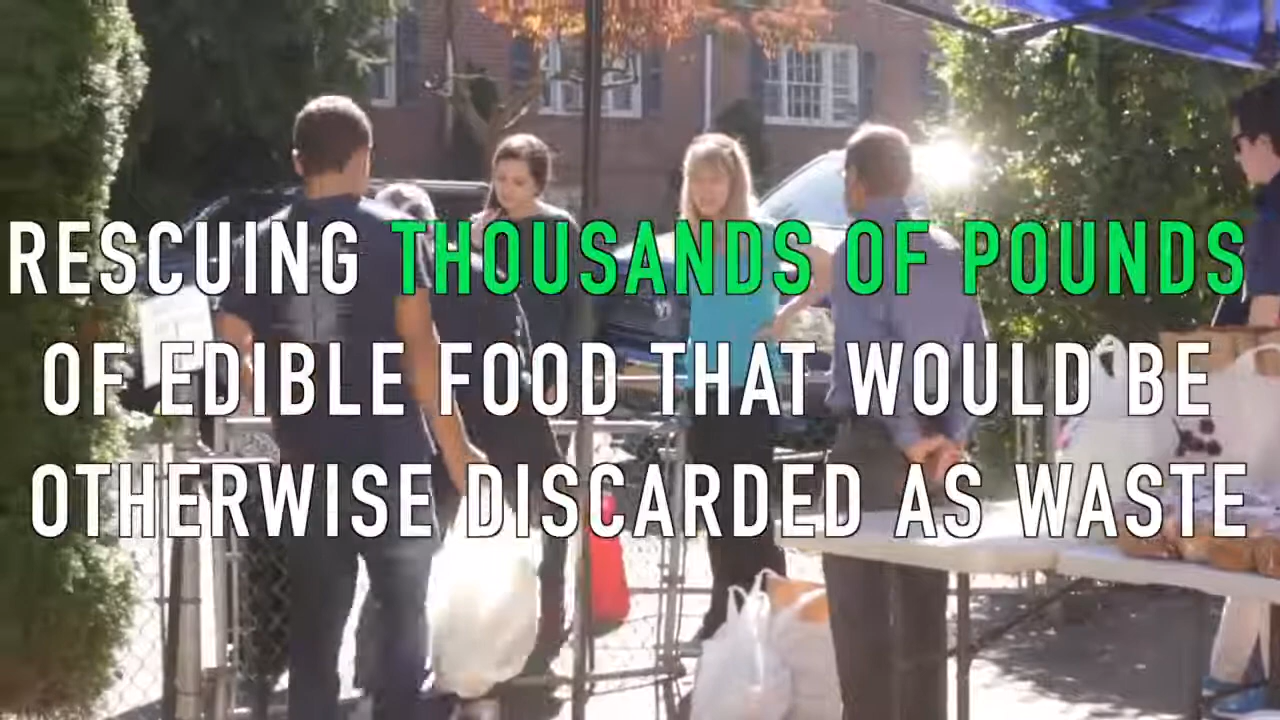 RESCUING THOUSANDS OF POUNDS
OF EDIBLE FOOD THAT WOULD BE
OTHERWISE DISCARDED AS WASTE